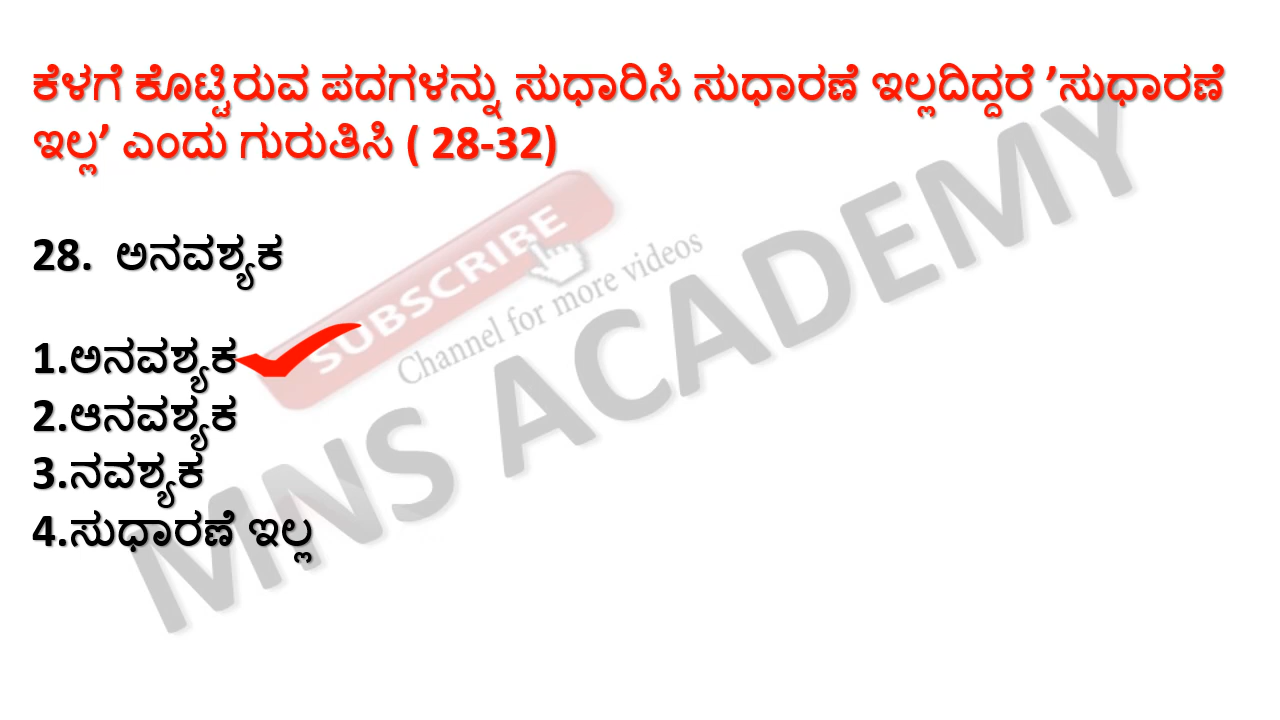 ಕೆಳಗೆ ಕೊಟ್ಟಿರುವ ಪದಗಳನ್ನು ಸುಧಾರಿಸಿ ಸುಧಾರಣೆ ಇಲ್ಲದಿದ್ದರೆ ’ಸುಧಾರಣೆ
ಇಲ್ಲ’ ಎಂದು ಗುರುತಿಸಿ ( 28-32)
28. ಅನವಶ್ಯಕ
1.ಅನವಶ್ಯಕ
2.ಆನವಶ್ಯಕ
3.ನವಶ್ಯಕ
4.ಸುಧಾರಣೆ ಇಲ್ಲ
SUBSCRIBE
Channel for more videos
MNS ACADEMY